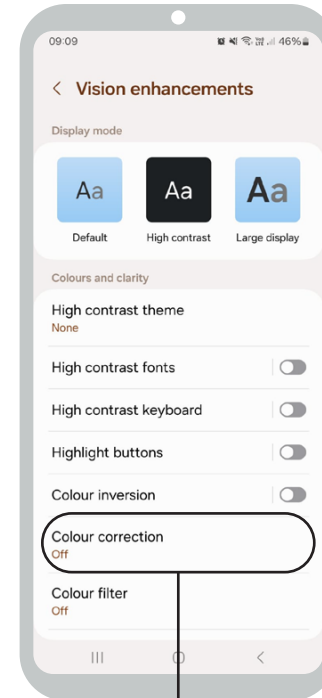 09:09 46%
< Vision enhancements
Display mode
Aa Aa Aa
Default High contrast Large display
Colours and clarity
High contrast theme
None
High contrast fonts
High contrast keyboard
Highlight buttons
Colour inversion
Colour correction
Off
Colour filter
Off